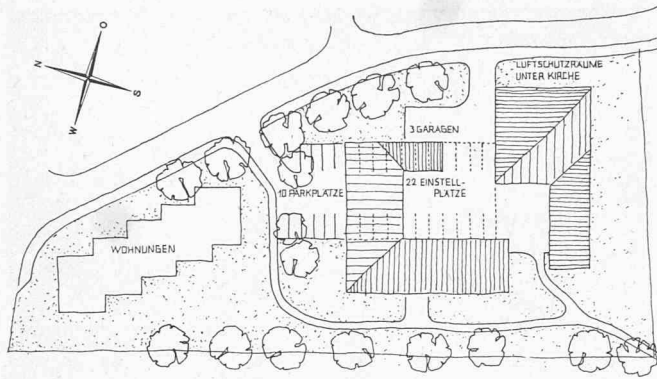 N
O
W
S
LUFTSCHUTZRÄUME
UNTER KIRCHE
3 GARAGEN
10 PARKPLÄTZE
22 EINSTELL-
PLÄTZE
WOHNUNGEN